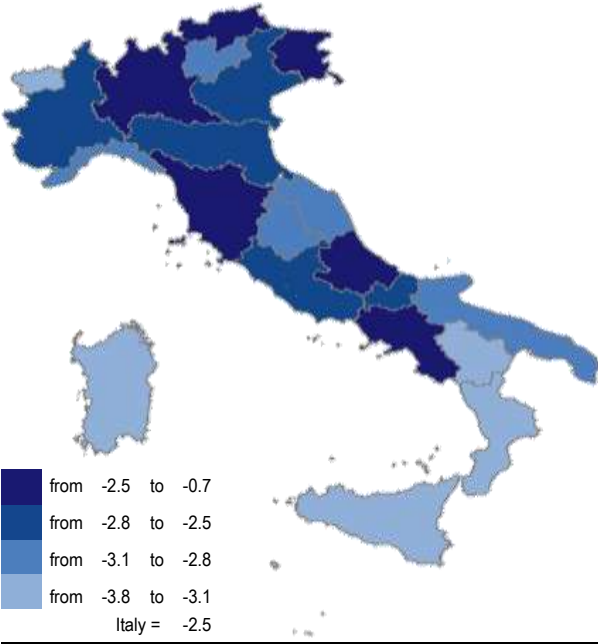 from -2.5 to -0.7
from -2.8 to -2.5
from -3.1 to -2.8
from -3.8 to -3.1
Italy = -2.5